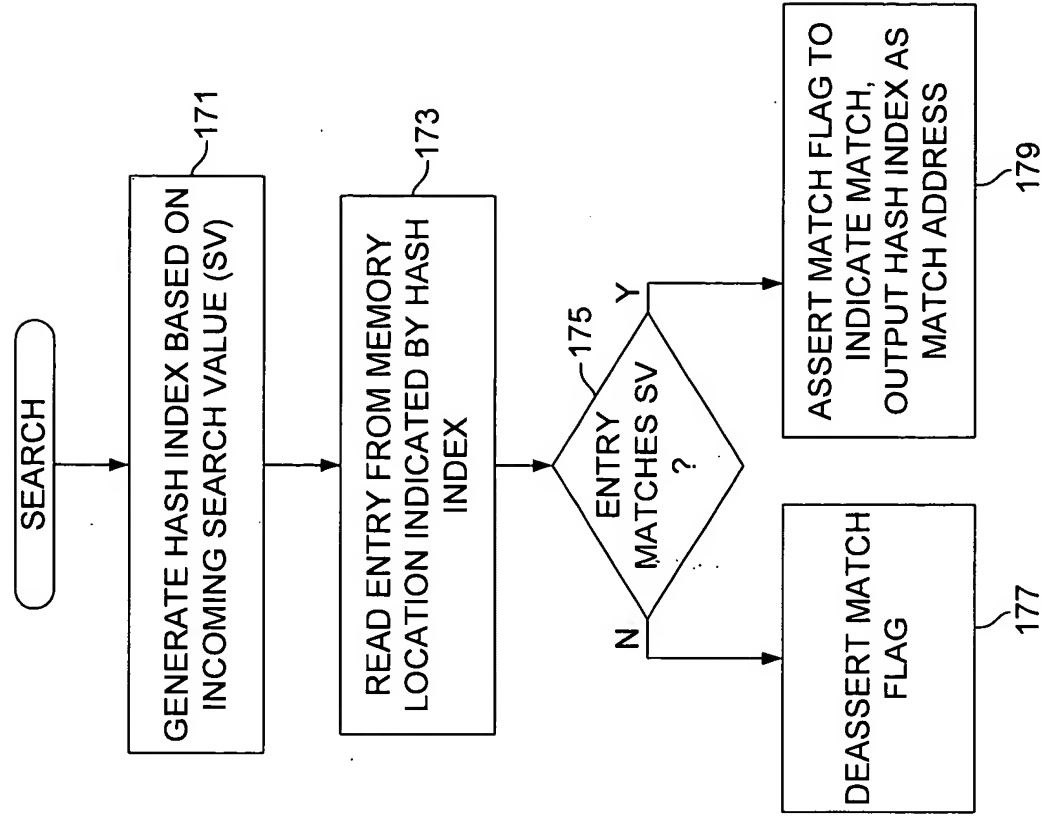 SEARCH
171
GENERATE HASH INDEX BASED ON
INCOMING SEARCH VALUE (SV)
173
READ ENTRY FROM MEMORY
LOCATION INDICATED BY HASH
INDEX
175
ENTRY
MATCHES SV
?
N
Y
DEASSERT MATCH
FLAG
177
ASSERT MATCH FLAG TO
INDICATE MATCH,
OUTPUT HASH INDEX AS
MATCH ADDRESS
179